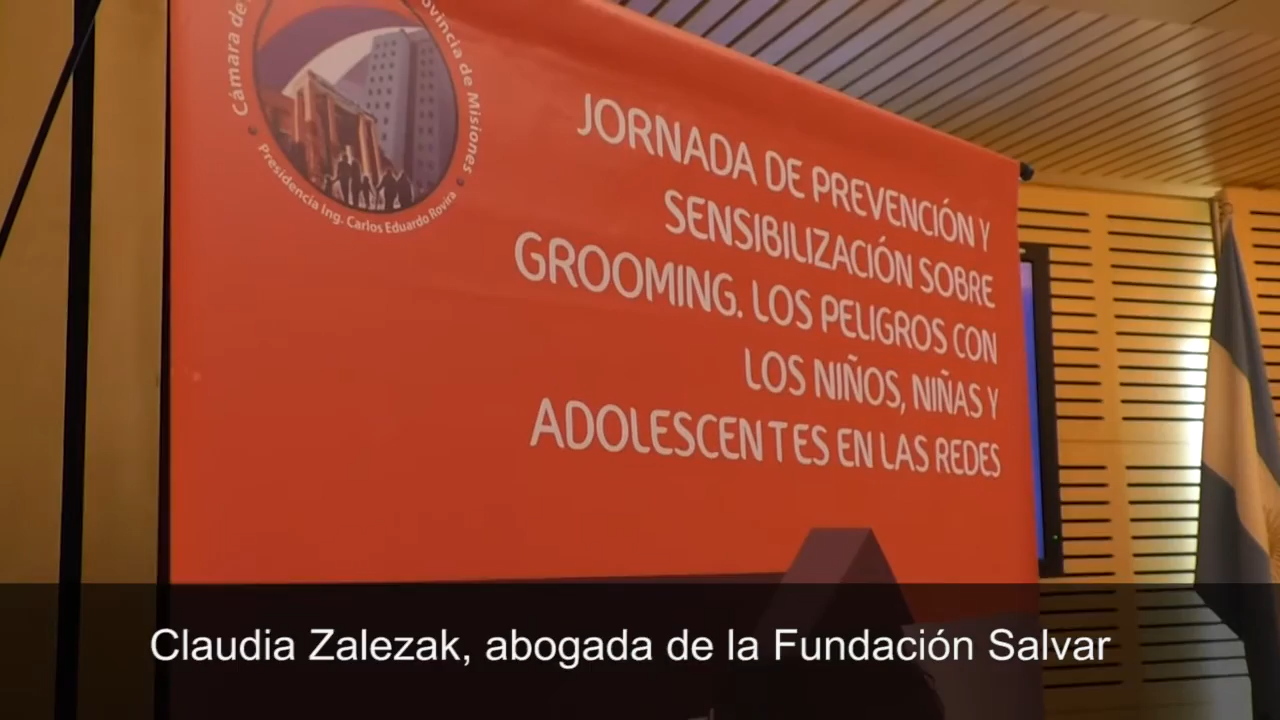 Cámara de
ovincia de Misiones
Presidencia Ing. Carlos Eduardo Rovira
JORNADA DE PREVENCIÓN Y
SENSIBILIZACIÓN SOBRE
GROOMING. LOS PELIGROS CON
LOS NIÑOS, NIÑAS Y
ADOLESCENTES EN LAS REDES
Claudia Zalezak, abogada de la Fundación Salvar